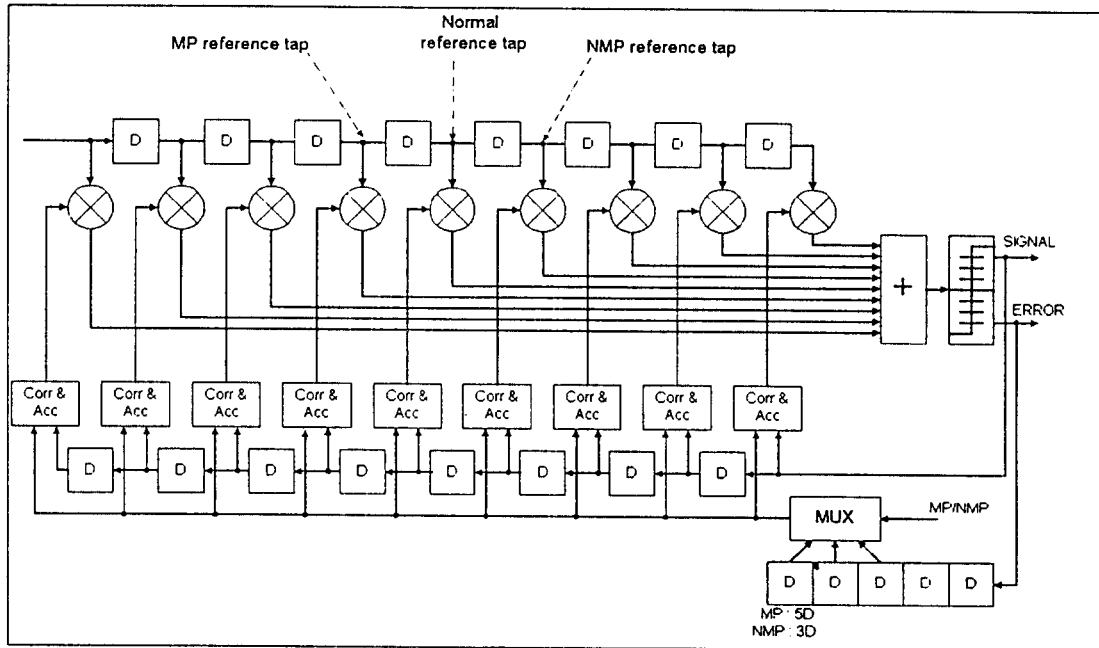 Normal
reference tap
MP reference tap
NMP reference tap
D D D D D D D D
SIGNAL
+
ERROR
Corr & Acc
Corr & Acc
Corr & Acc
Corr & Acc
Corr & Acc
Corr & Acc
Corr & Acc
Corr & Acc
Corr & Acc
D D D D D D D D
MUX
MP/NMP
D D D D D
MP : 5D
NMP : 3D